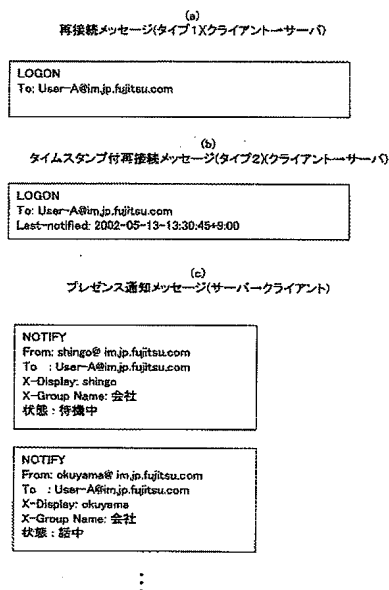 (a)
再接続メッセージ(タイプ1)(クライアント→サーバ)
LOGON
To: User-A@im.jp.fujitsu.com
(b)
タイムスタンプ付再接続メッセージ(タイプ2)(クライアント→サーバ)
LOGON
To: User-A@im.jp.fujitsu.com
Last-notified: 2002-05-13-13:30:45+9:00
(c)
プレゼンス通知メッセージ(サーバ→クライアント)
NOTIFY
From: shingo@ im.jp.fujitsu.com
To : User-A@im.jp.fujitsu.com
X-Display: shingo
X-Group Name: 会社
状態 : 待機中
NOTIFY
From: okuyama@ im.jp.fujitsu.com
To : User-A@im.jp.fujitsu.com
X-Display: okuyama
X-Group Name: 会社
状態 : 話中